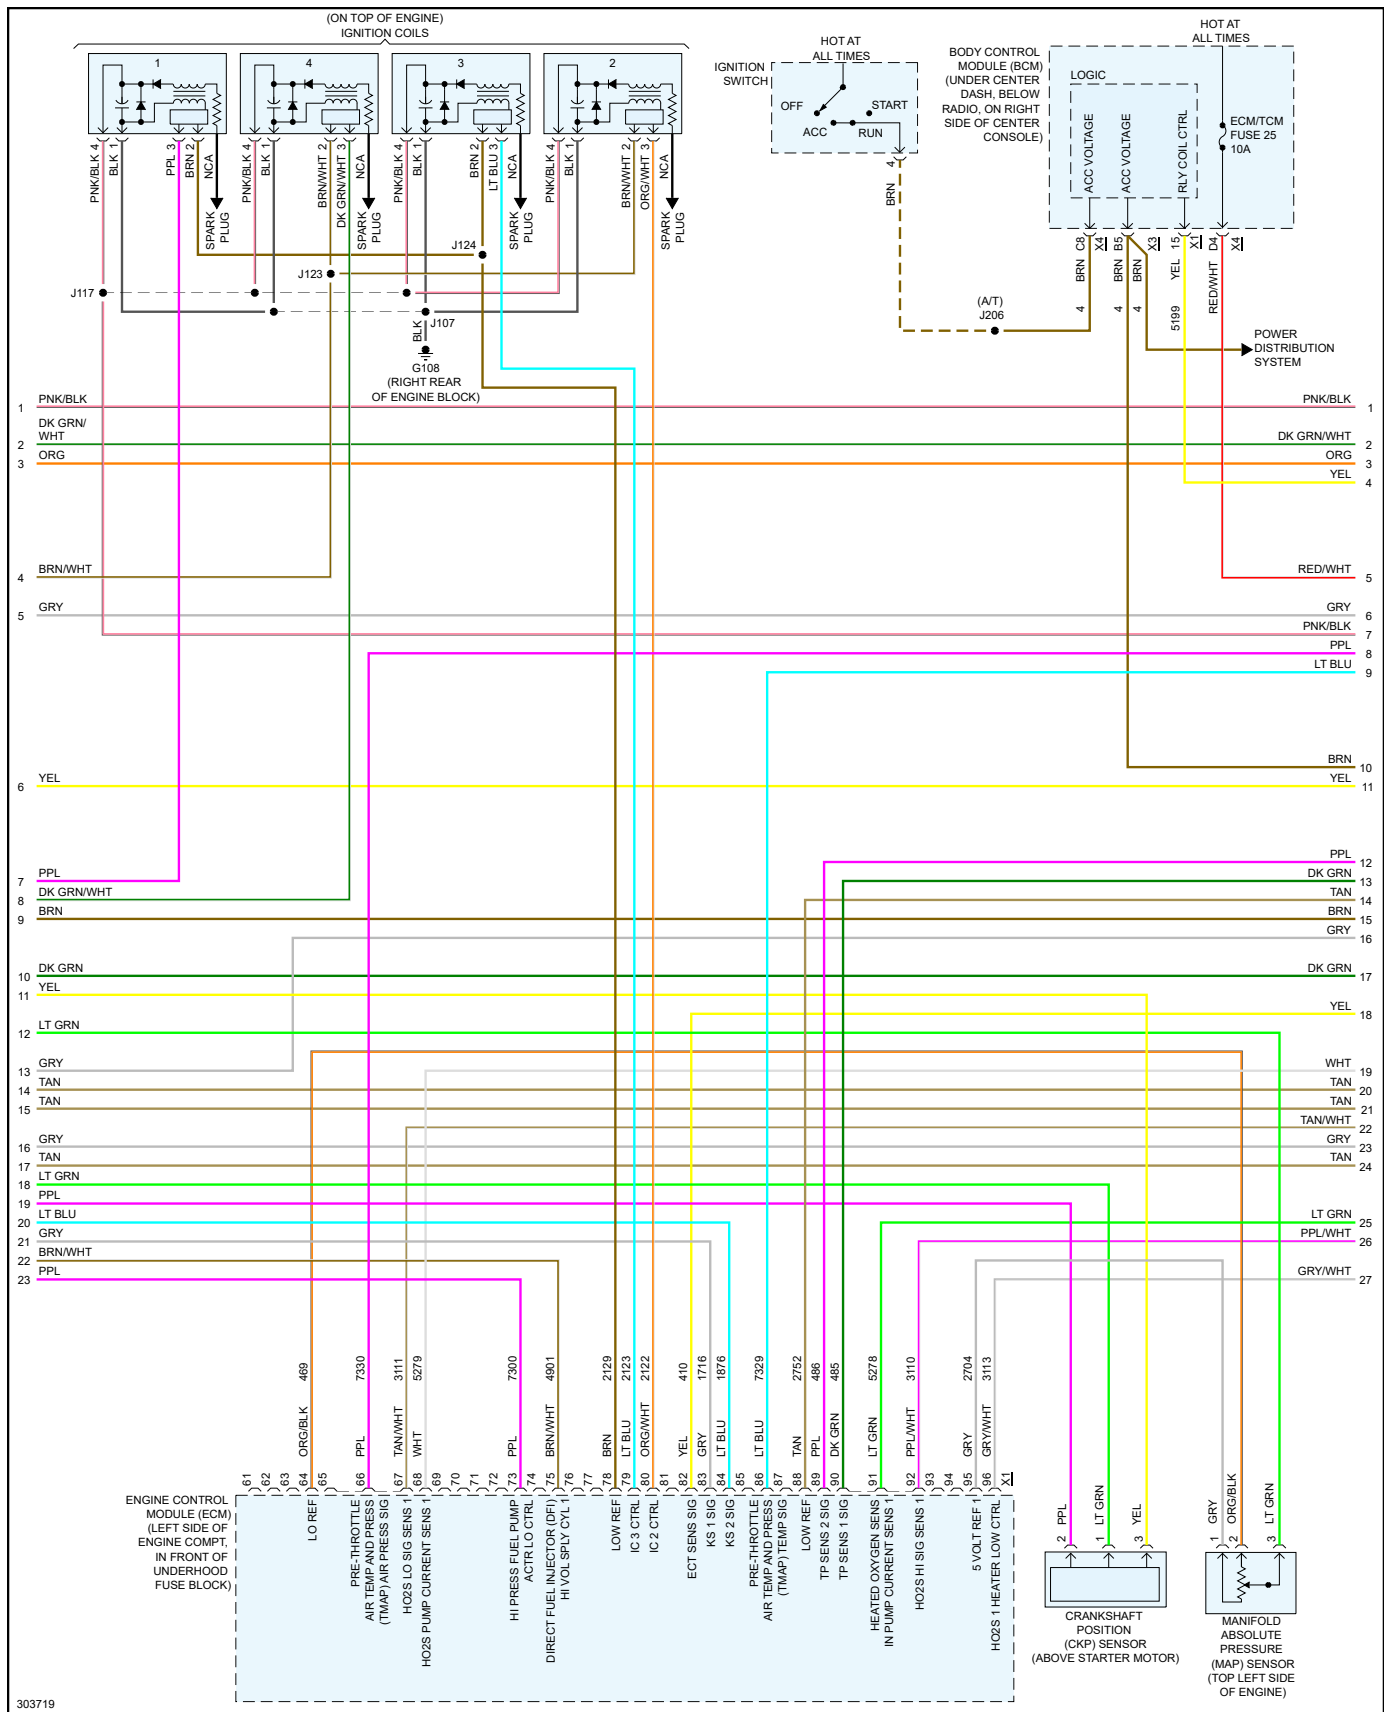 (ON TOP OF ENGINE)
IGNITION COILS
1
4
3
2
PNK/BLK 4
BLK 1
PPL 3
BRN 2
NCA
SPARK
PLUG
PNK/BLK 4
BLK 1
BRN/WHT 2
DK GRN/WHT 3
NCA
SPARK
PLUG
PNK/BLK 4
BLK 1
BRN 2
LT BLU 3
NCA
SPARK
PLUG
PNK/BLK 4
BLK 1
BRN/WHT 2
ORG/WHT 3
NCA
SPARK
PLUG
J124
J123
J117
J107
BLK
G108
(RIGHT REAR
OF ENGINE BLOCK)
HOT AT
ALL TIMES
IGNITION
SWITCH
OFF
START
ACC
RUN
4
BRN
(A/T)
J206
HOT AT
ALL TIMES
BODY CONTROL
MODULE (BCM)
(UNDER CENTER
DASH, BELOW
RADIO, ON RIGHT
SIDE OF CENTER
CONSOLE)
LOGIC
ACC VOLTAGE
ACC VOLTAGE
RLY COIL CTRL
ECM/TCM
FUSE 25
10A
C8
X4
B5
X3
15
X1
D4
X4
BRN
BRN
BRN
YEL
RED/WHT
4
4
4
5199
POWER
DISTRIBUTION
SYSTEM
1 PNK/BLK
DK GRN/
2 WHT
3 ORG
4 BRN/WHT
5 GRY
6 YEL
7 PPL
8 DK GRN/WHT
9 BRN
10 DK GRN
11 YEL
12 LT GRN
13 GRY
14 TAN
15 TAN
16 GRY
17 TAN
18 LT GRN
19 PPL
20 LT BLU
21 GRY
22 BRN/WHT
23 PPL
PNK/BLK 1
DK GRN/WHT 2
ORG 3
YEL 4
RED/WHT 5
GRY 6
PNK/BLK 7
PPL 8
LT BLU 9
BRN 10
YEL 11
PPL 12
DK GRN 13
TAN 14
BRN 15
GRY 16
DK GRN 17
YEL 18
WHT 19
TAN 20
TAN 21
TAN/WHT 22
GRY 23
TAN 24
LT GRN 25
PPL/WHT 26
GRY/WHT 27
469
7330
3111
5279
7300
4901
2129
2123
2122
410
1716
1876
7329
2752
486
485
5278
3110
2704
3113
ORG/BLK
PPL
TAN/WHT
WHT
PPL
BRN/WHT
BRN
LT BLU
ORG/WHT
YEL
GRY
LT BLU
LT BLU
TAN
PPL
DK GRN
LT GRN
PPL/WHT
GRY
GRY/WHT
61
62
63
64
65
66
67
68
69
70
71
72
73
74
75
76
77
78
79
80
81
82
83
84
85
86
87
88
89
90
91
92
93
94
95
96
X1
ENGINE CONTROL
MODULE (ECM)
(LEFT SIDE OF
ENGINE COMPT,
IN FRONT OF
UNDERHOOD
FUSE BLOCK)
LO REF
PRE-THROTTLE
AIR TEMP AND PRESS
(TMAP) AIR PRESS SIG
HO2S LO SIG SENS 1
HO2S PUMP CURRENT SENS 1
HI PRESS FUEL PUMP
ACTR LO CTRL
DIRECT FUEL INJECTOR (DFI)
HI VOL SPLY CYL 1
LOW REF
IC 3 CTRL
IC 2 CTRL
ECT SENS SIG
KS 1 SIG
KS 2 SIG
PRE-THROTTLE
AIR TEMP AND PRESS
(TMAP) TEMP SIG
LOW REF
TP SENS 2 SIG
TP SENS 1 SIG
HEATED OXYGEN SENS
IN PUMP CURRENT SENS 1
HO2S HI SIG SENS 1
5 VOLT REF 1
HO2S 1 HEATER LOW CTRL
PPL
LT GRN
YEL
2
1
3
CRANKSHAFT
POSITION
(CKP) SENSOR
(ABOVE STARTER MOTOR)
GRY
ORG/BLK
LT GRN
1
2
3
MANIFOLD
ABSOLUTE
PRESSURE
(MAP) SENSOR
(TOP LEFT SIDE
OF ENGINE)
303719